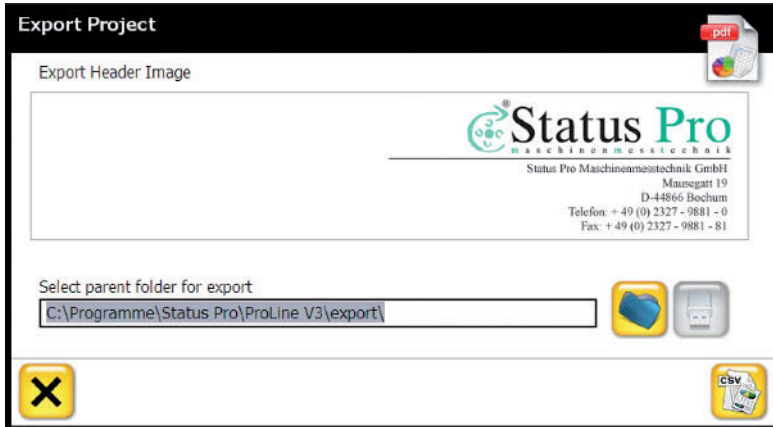 Export Project
.pdf
Export Header Image
® Status Pro
maschinenmesstechnik
Status Pro Maschinenmesstechnik GmbH
Mausegatt 19
D-44866 Bochum
Telefon: + 49 (0) 2327 - 9881 - 0
Fax: + 49 (0) 2327 - 9881 - 81
Select parent folder for export
C:\Programme\Status Pro\ProLine V3\export\
CSV